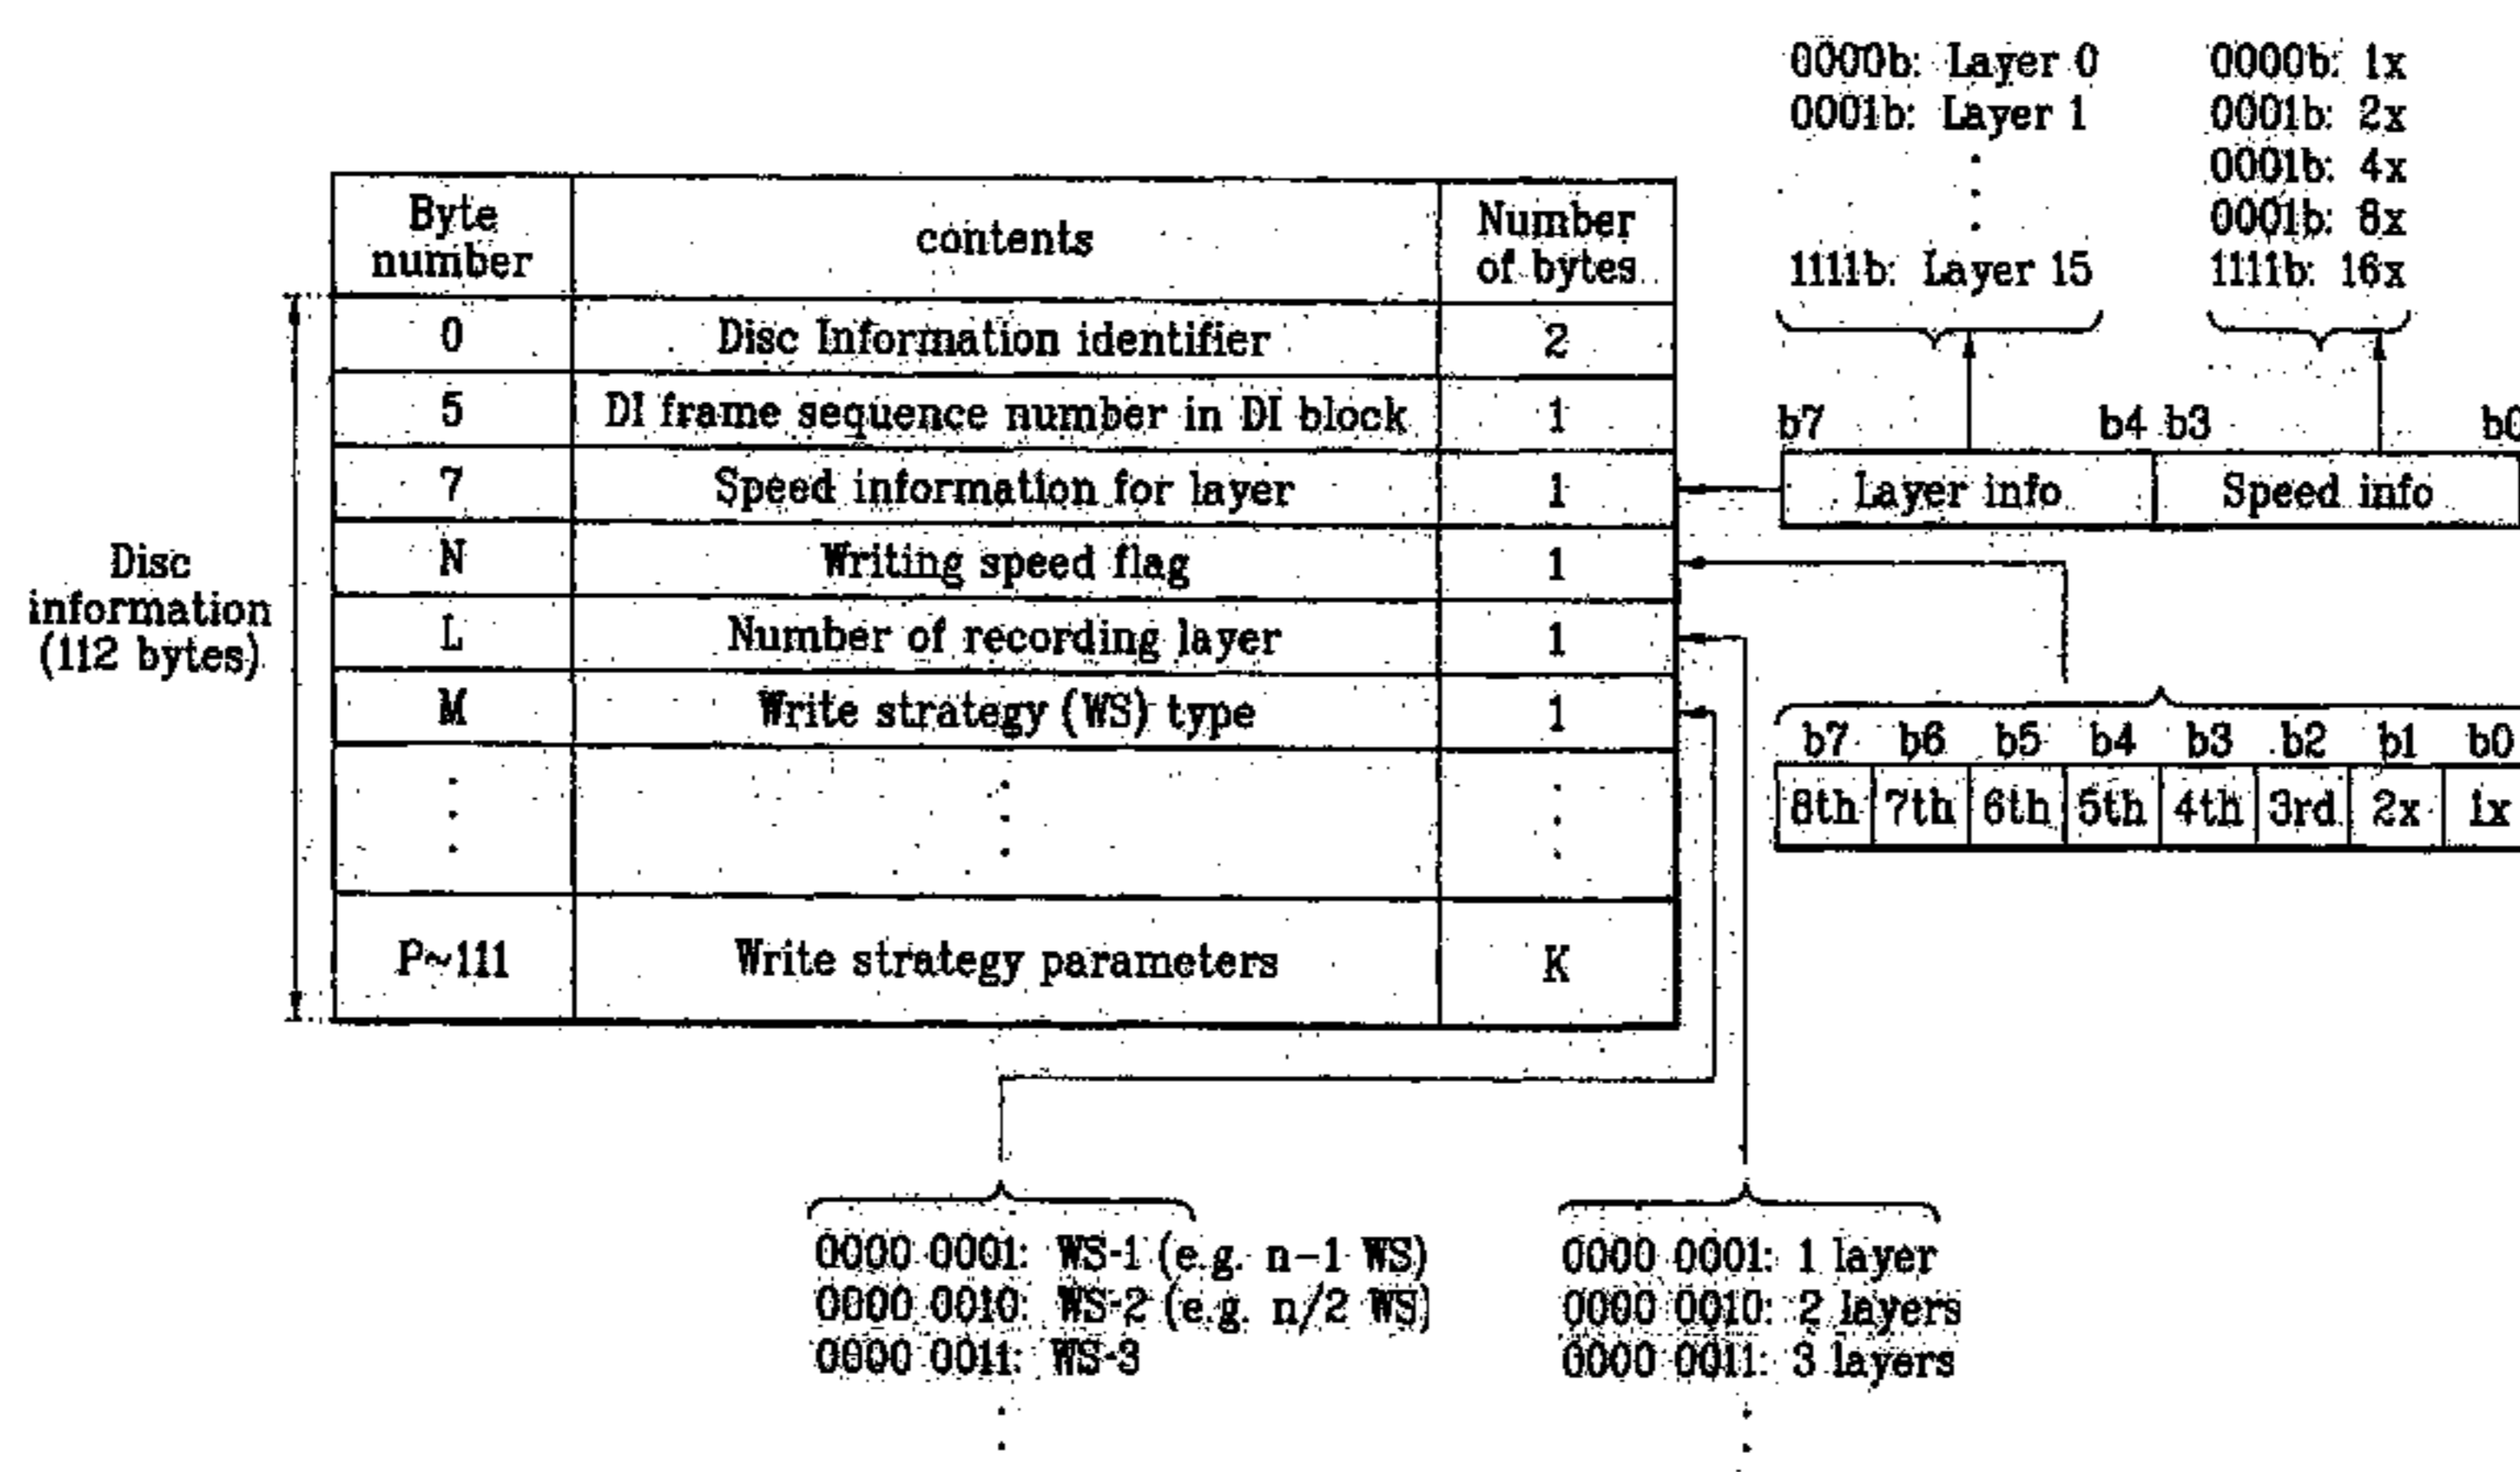 0000b: Layer 0
0001b: Layer 1
1111b: Layer 15
0000b: 1x
0001b: 2x
0001b: 4x
0001b: 8x
1111b: 16x
Byte number contents Number of bytes
0 Disc Information identifier 2
5 DI frame sequence number in DI block 1
7 Speed information for layer 1
N Writing speed flag 1
L Number of recording layer 1
M Write strategy (WS) type 1
P~111 Write strategy parameters K
Disc
information
(112 bytes)
b7 b4 b3 b0
Layer info Speed info
b7 b6 b5 b4 b3 b2 b1 b0
8th 7th 6th 5th 4th 3rd 2x 1x
0000 0001: WS-1 (e.g. n-1 WS)
0000 0010: WS-2 (e.g. n/2 WS)
0000 0011: WS-3
0000 0001: 1 layer
0000 0010: 2 layers
0000 0011: 3 layers